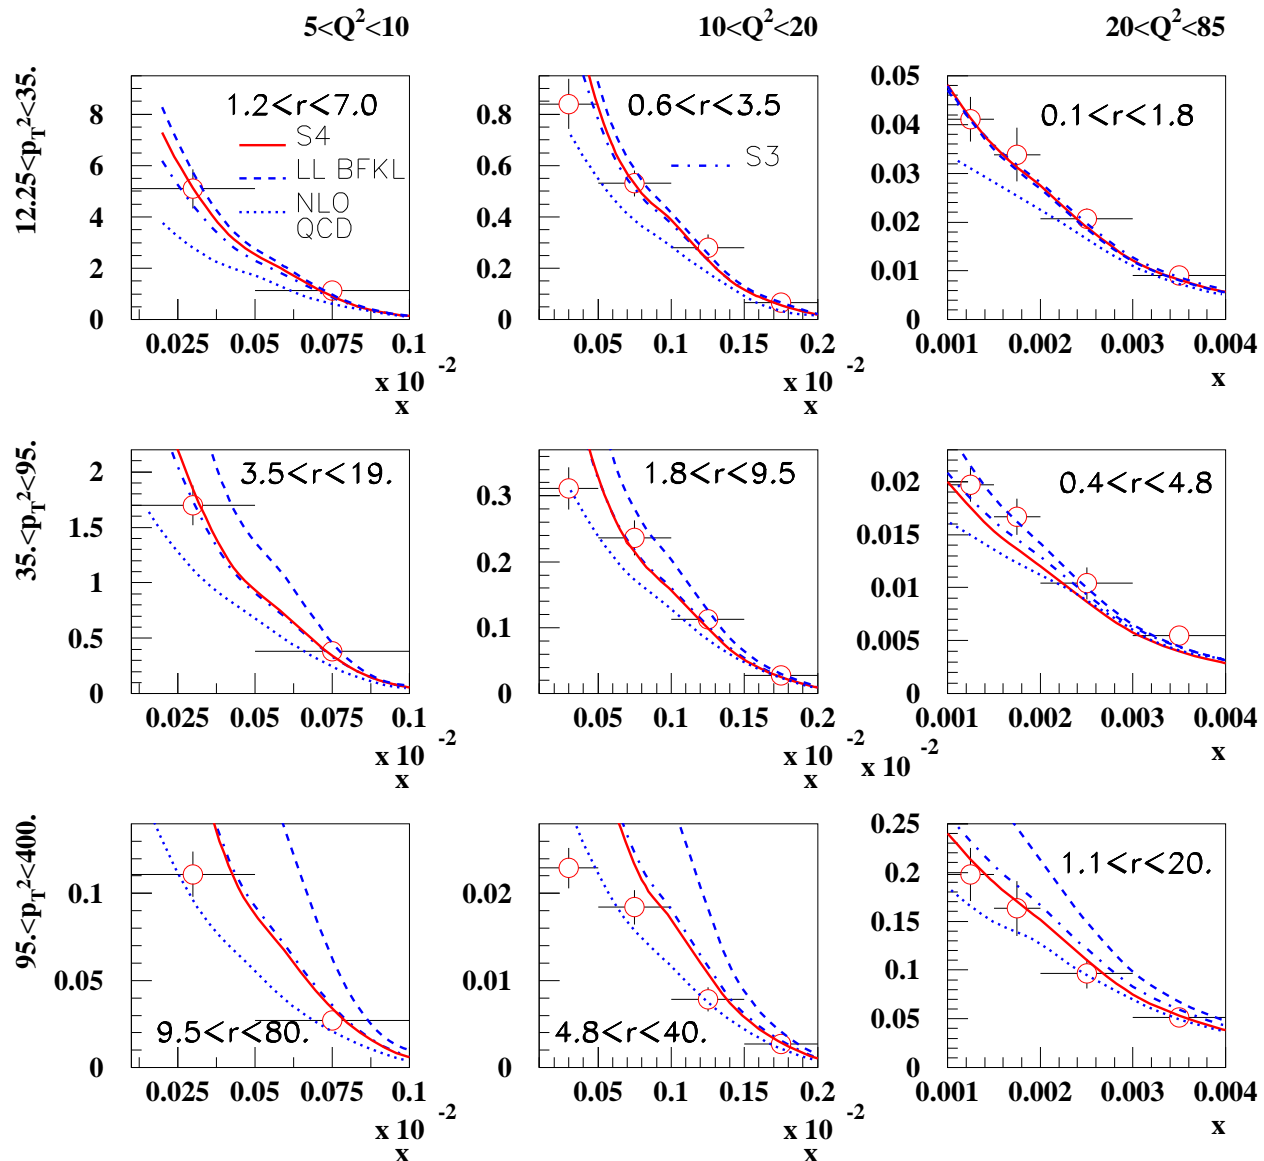 5<Q²<10 10<Q²<20 20<Q²<85
12.25<p_T²<35.
1.2<r<7.0
S4
LL BFKL
NLO
QCD
8
6
4
2
0
0.025 0.05 0.075 0.1
x 10 -2
x
0.6<r<3.5
S3
0.8
0.6
0.4
0.2
0
0.05 0.1 0.15 0.2
x 10 -2
x
0.1<r<1.8
0.05
0.04
0.03
0.02
0.01
0
0.001 0.002 0.003 0.004
x
35.<p_T²<95.
3.5<r<19.
2
1.5
1
0.5
0
0.025 0.05 0.075 0.1
x 10 -2
x
1.8<r<9.5
0.3
0.2
0.1
0
0.05 0.1 0.15 0.2
x 10 -2
x
0.4<r<4.8
0.02
0.015
0.01
0.005
0
0.001 0.002 0.003 0.004
x
x 10 -2
95.<p_T²<400.
9.5<r<80.
0.1
0.05
0
0.025 0.05 0.075 0.1
x 10 -2
x
4.8<r<40.
0.02
0.01
0
0.05 0.1 0.15 0.2
x 10 -2
x
1.1<r<20.
0.25
0.2
0.15
0.1
0.05
0
0.001 0.002 0.003 0.004
x